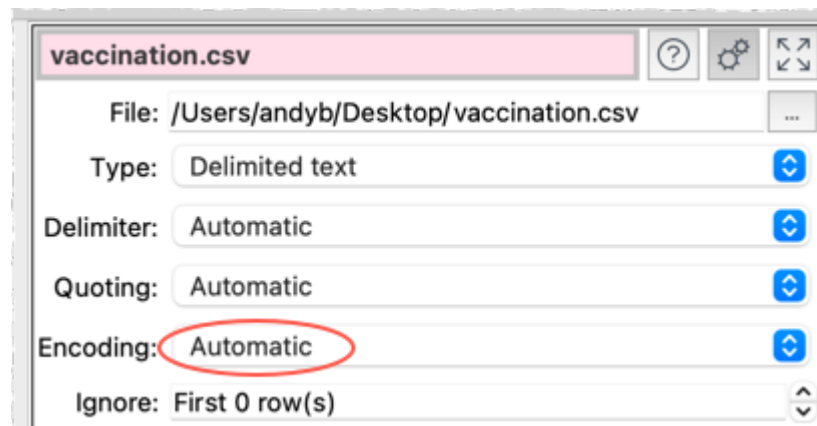 vaccination.csv
File: /Users/andyb/Desktop/vaccination.csv ...
Type: Delimited text
Delimiter: Automatic
Quoting: Automatic
Encoding: Automatic
Ignore: First 0 row(s)